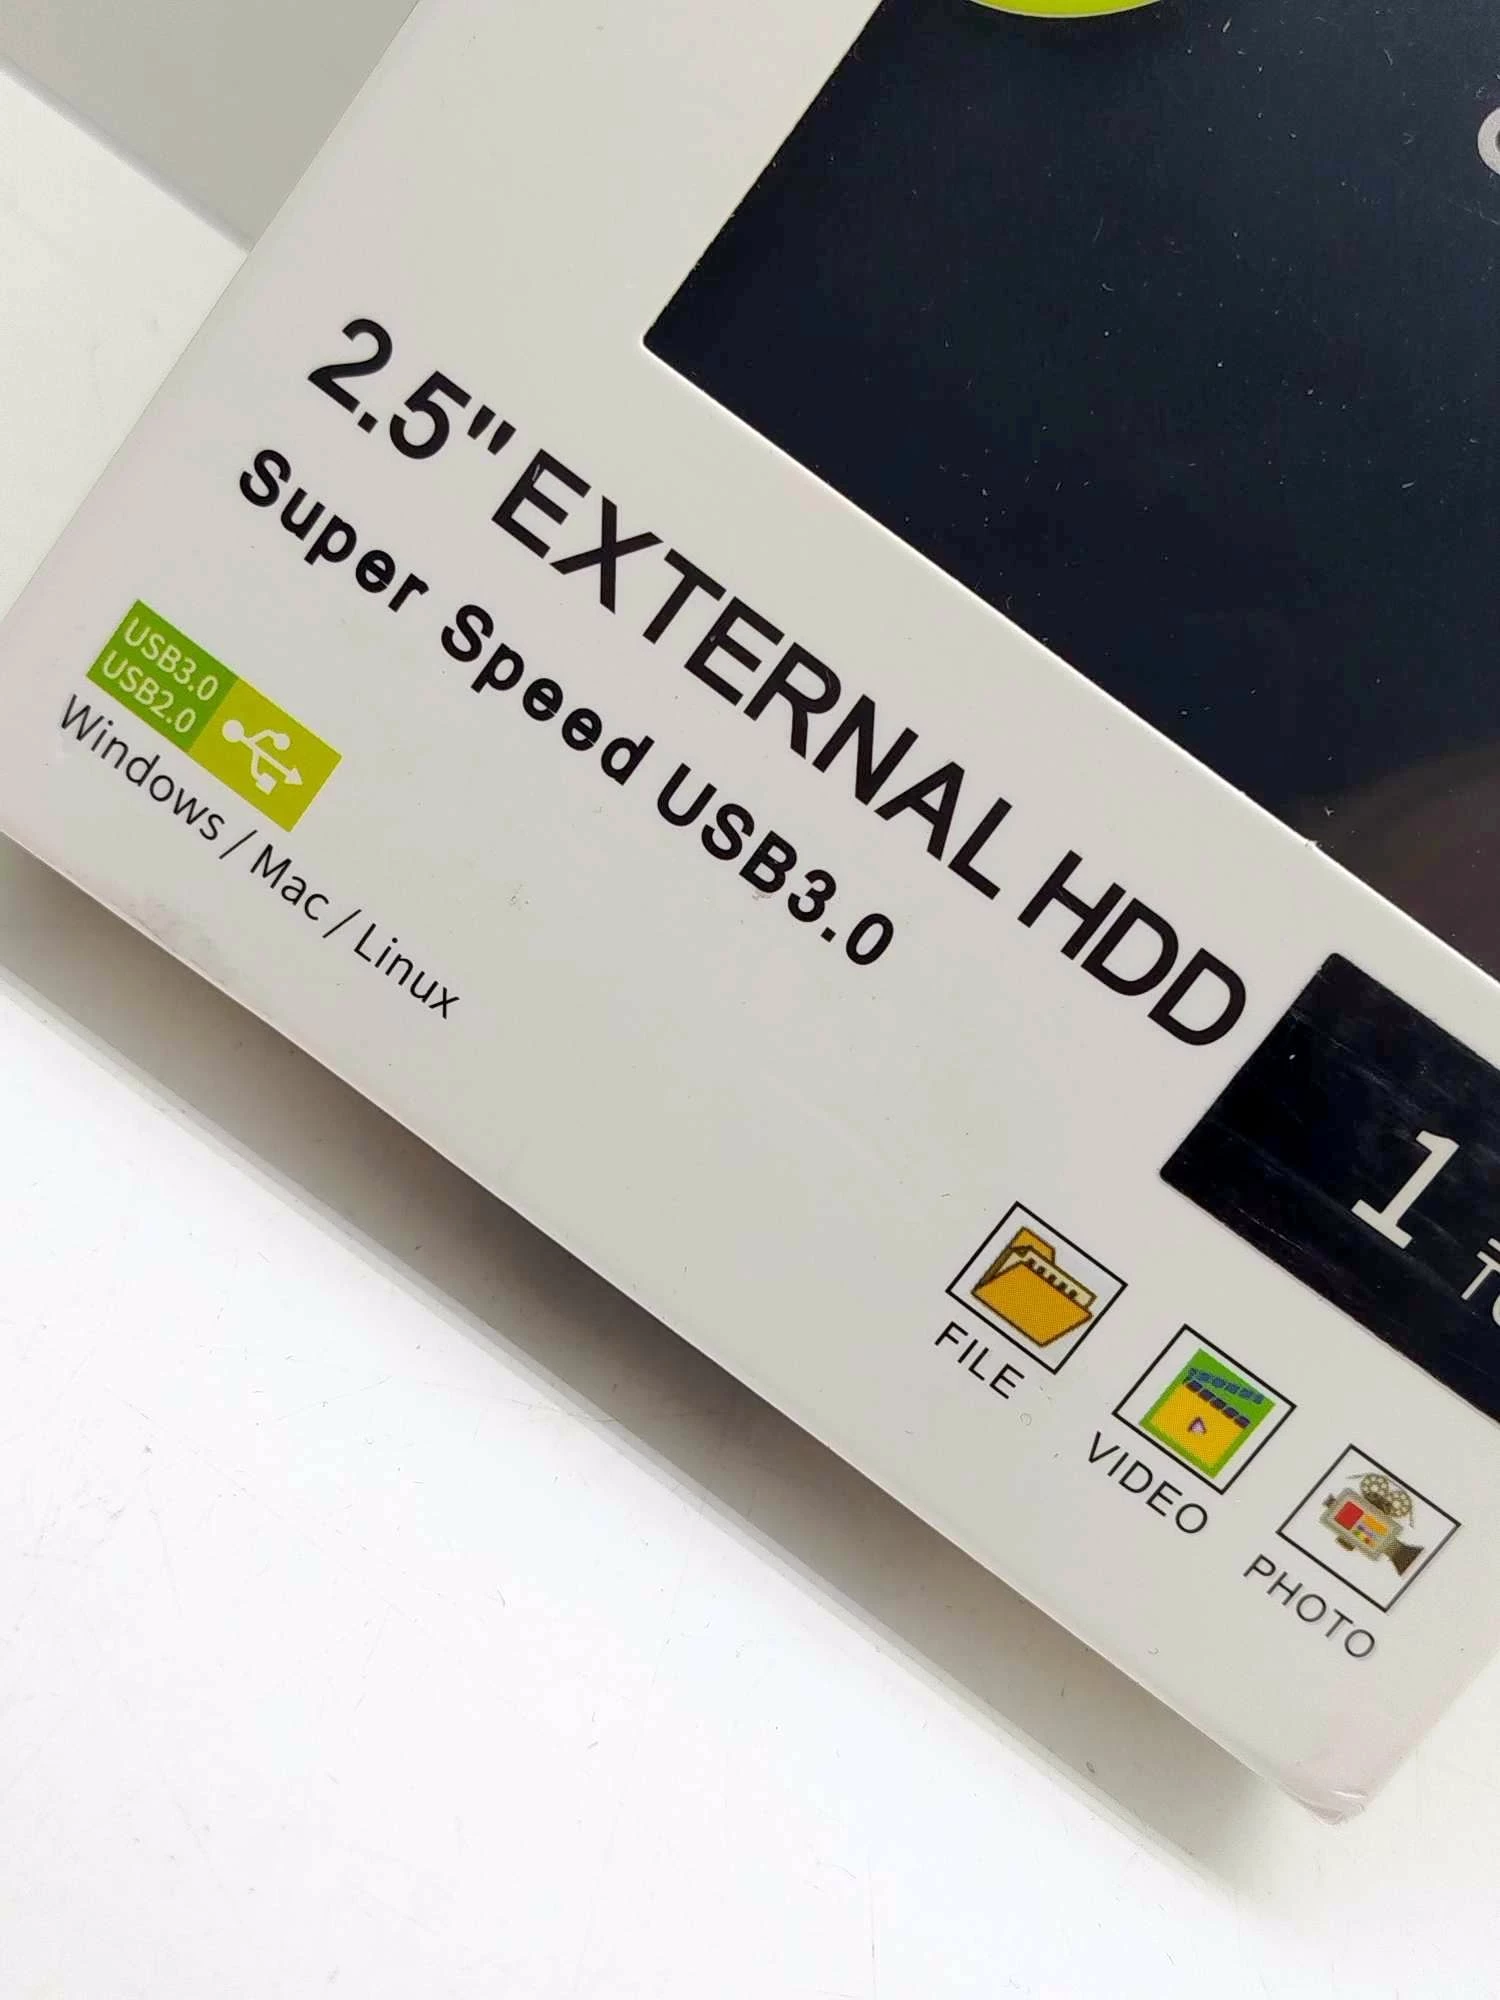 2.5" EXTERNAL HDD
Super Speed USB3.0
USB3.0
USB2.0
Windows / Mac / Linux
1
FILE
VIDEO
PHOTO